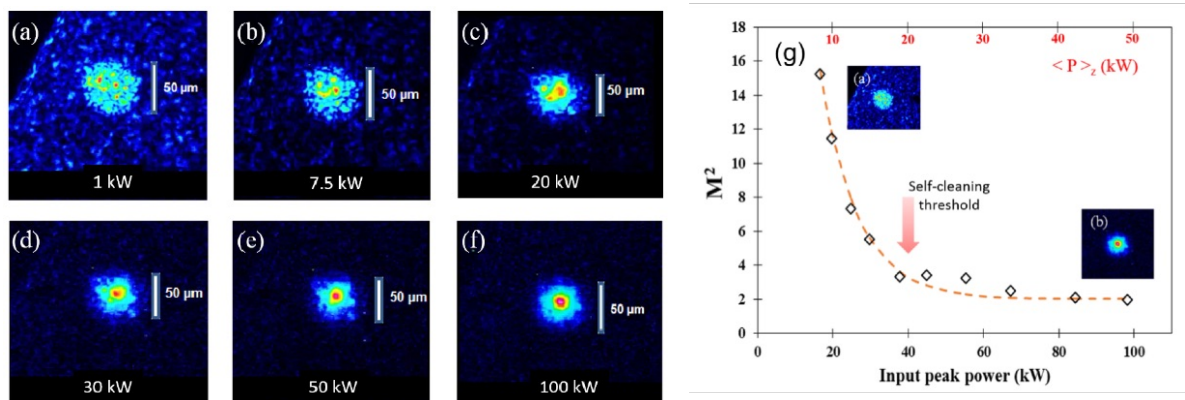 (a)
50 µm
1 kW
(b)
50 µm
7.5 kW
(c)
50 µm
20 kW
(d)
50 µm
30 kW
(e)
50 µm
50 kW
(f)
50 µm
100 kW
(g)
10 20 30 40 50
< P >z (kW)
18
16
14
12
10
8
6
4
2
0
M²
(a)
Self-cleaning
threshold
(b)
0 20 40 60 80 100
Input peak power (kW)